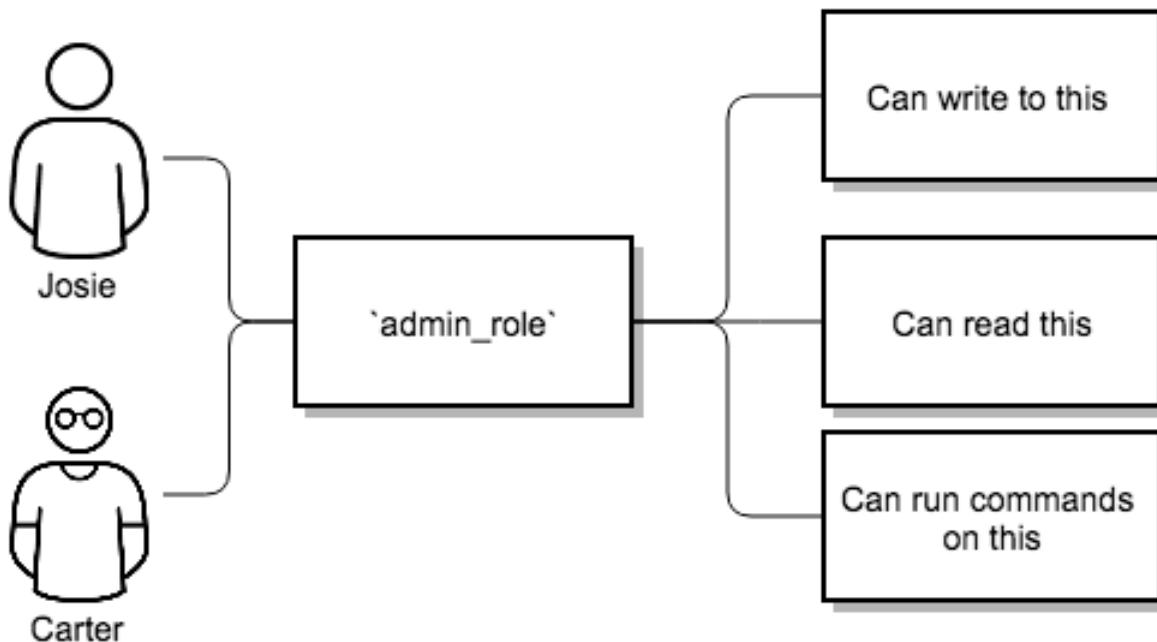 Josie
Carter
`admin_role`
Can write to this
Can read this
Can run commands
on this